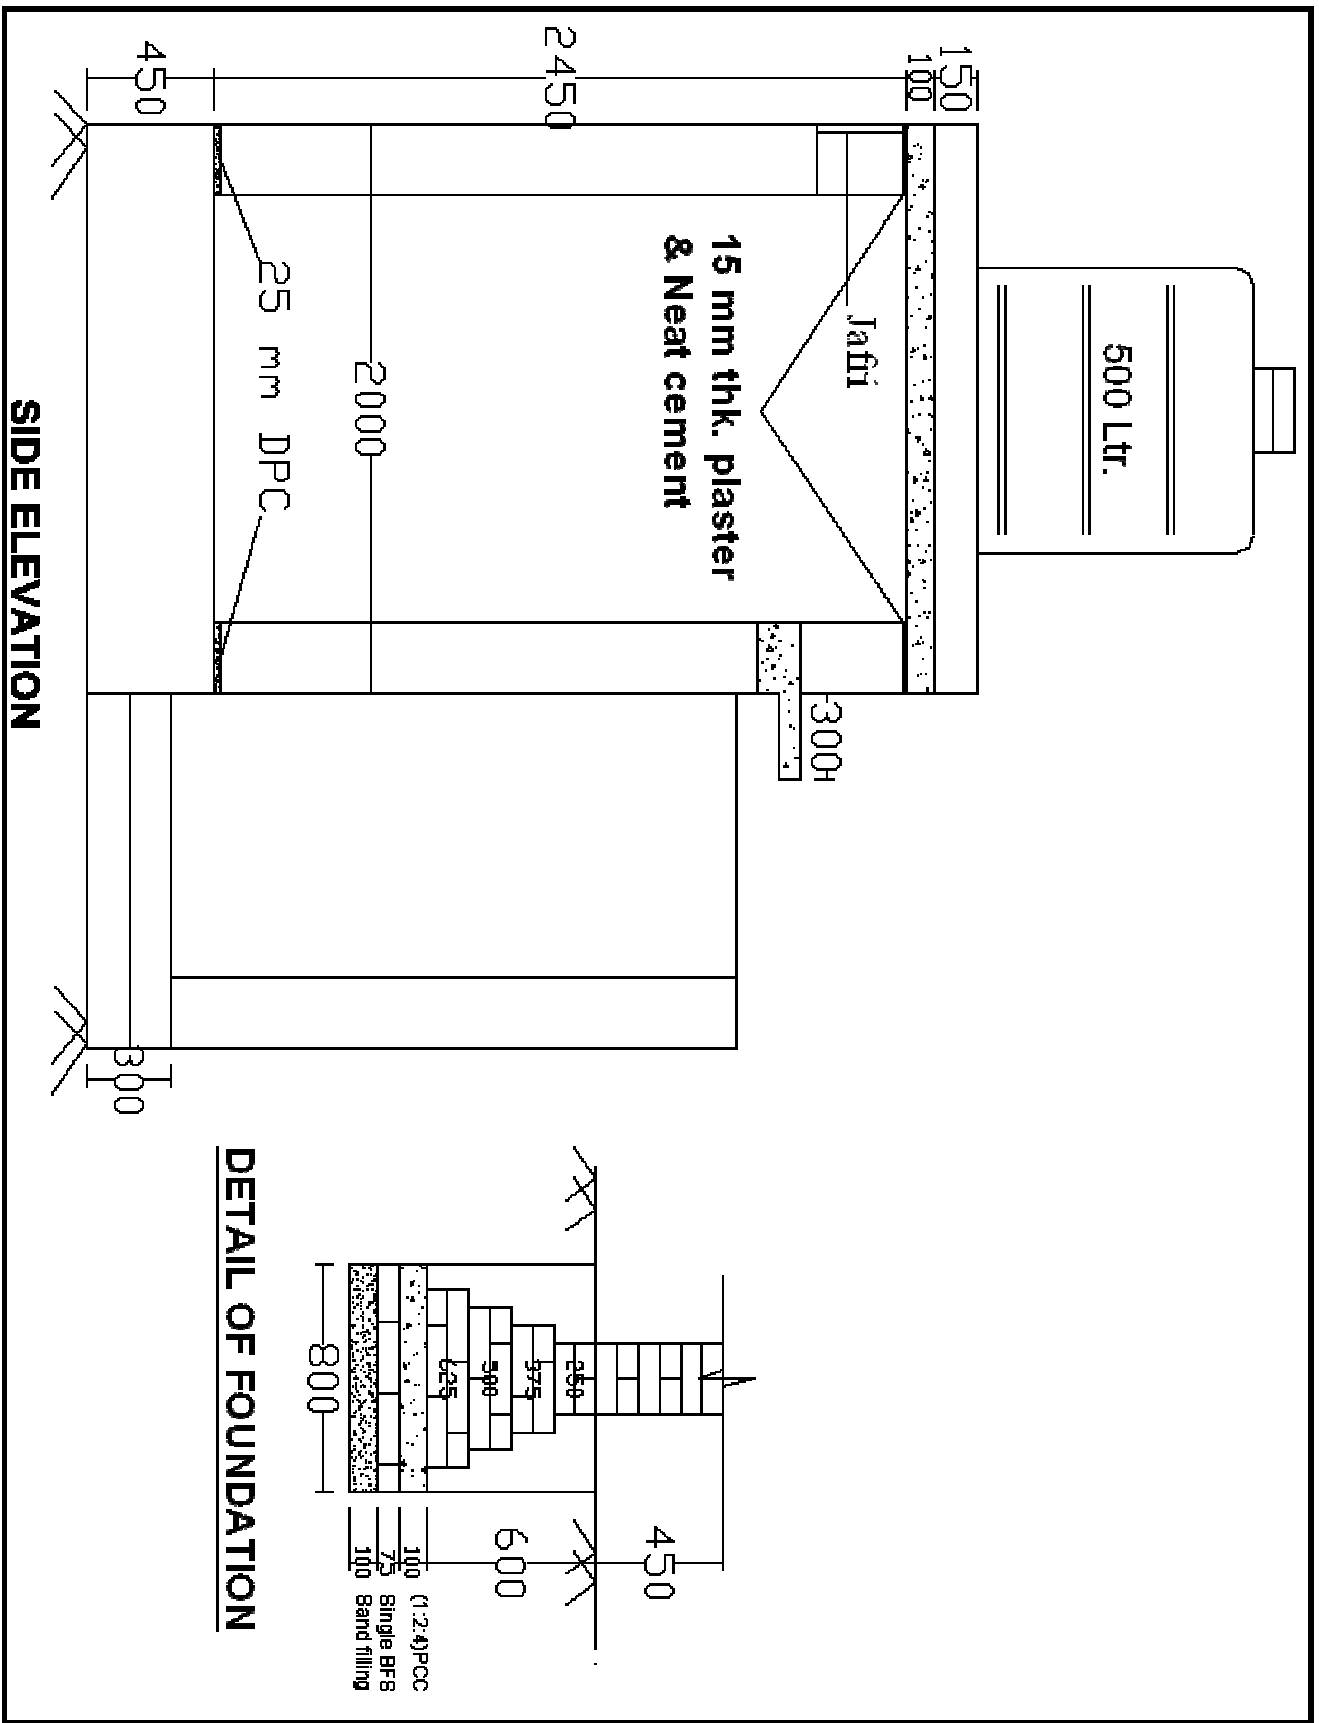 500 Ltr.
150
100
2450
450
Jafri
300
15 mm thk. plaster
& Neat cement
2000
25 mm DPC
300
SIDE ELEVATION
450
600
250
375
500
625
100 (1:2:4)PCC
75 Single BFS
100 Sand filling
800
DETAIL OF FOUNDATION